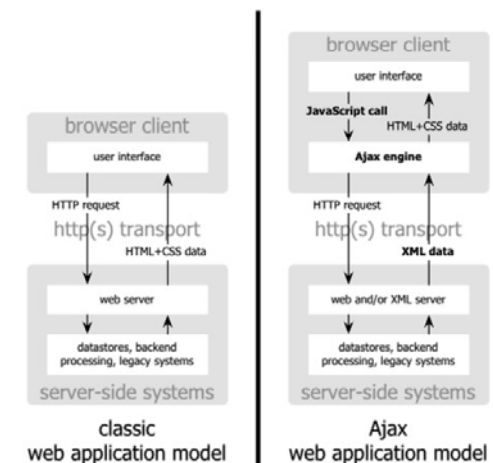 browser client
user interface
HTTP request
http(s) transport
HTML+CSS data
web server
datastores, backend
processing, legacy systems
server-side systems
classic
web application model
browser client
user interface
JavaScript call
HTML+CSS data
Ajax engine
HTTP request
http(s) transport
XML data
web and/or XML server
datastores, backend
processing, legacy systems
server-side systems
Ajax
web application model